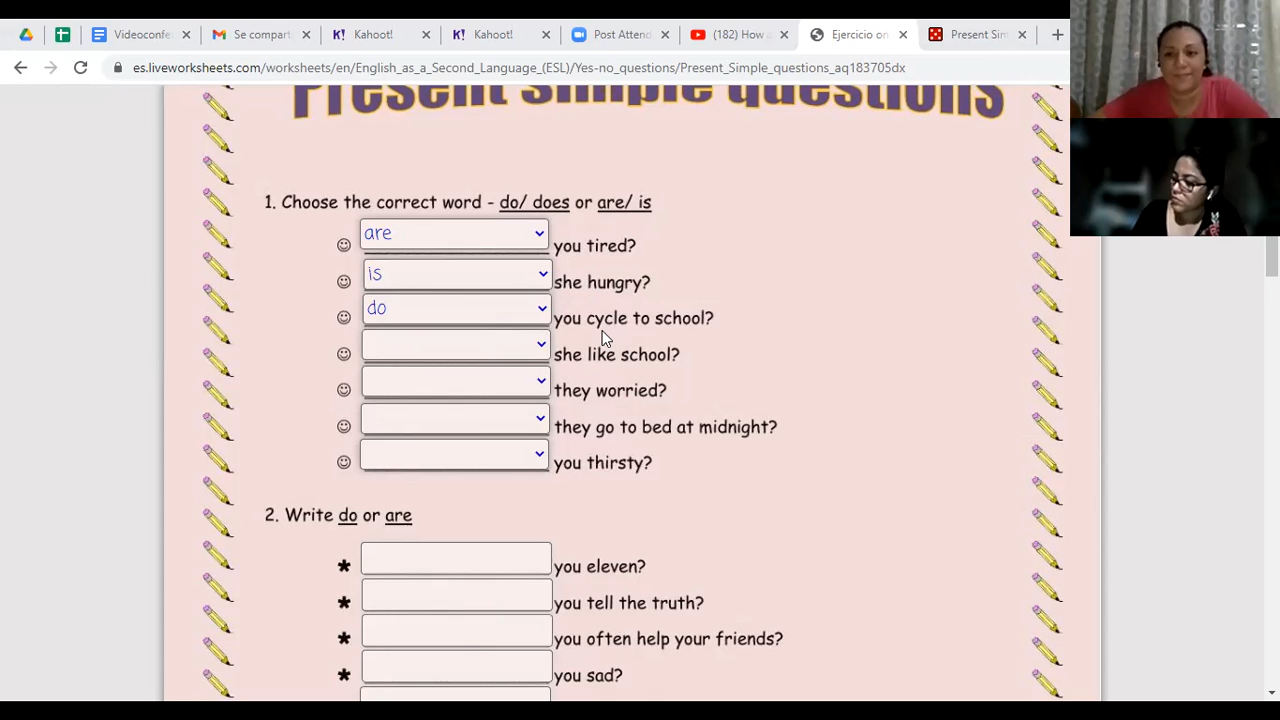 Videoconfe
Se compart
Kahoot!
Kahoot!
Post Attend
(182) How
Ejercicio on
Present Sim
es.liveworksheets.com/worksheets/en/English_as_a_Second_Language_(ESL)/Yes-no_questions/Present_Simple_questions_aq183705dx
Present Simple questions
1. Choose the correct word - do/ does or are/ is
are you tired?
is she hungry?
do you cycle to school?
she like school?
they worried?
they go to bed at midnight?
you thirsty?
2. Write do or are
* you eleven?
* you tell the truth?
* you often help your friends?
* you sad?